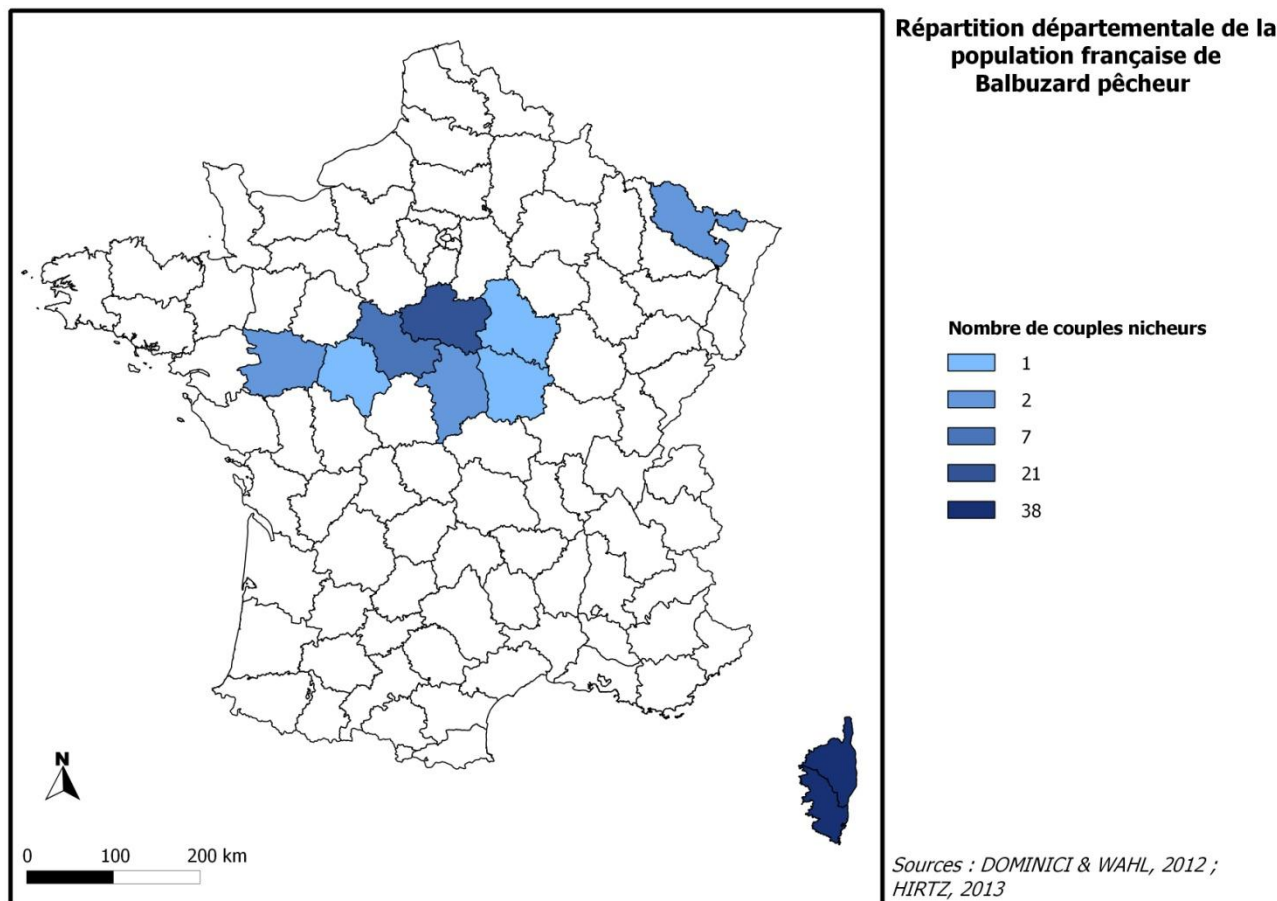 Répartition départementale de la
population française de
Balbuzard pêcheur
Nombre de couples nicheurs
1
2
7
21
38
N
0 100 200 km
Sources : DOMINICI & WAHL, 2012 ;
HIRTZ, 2013